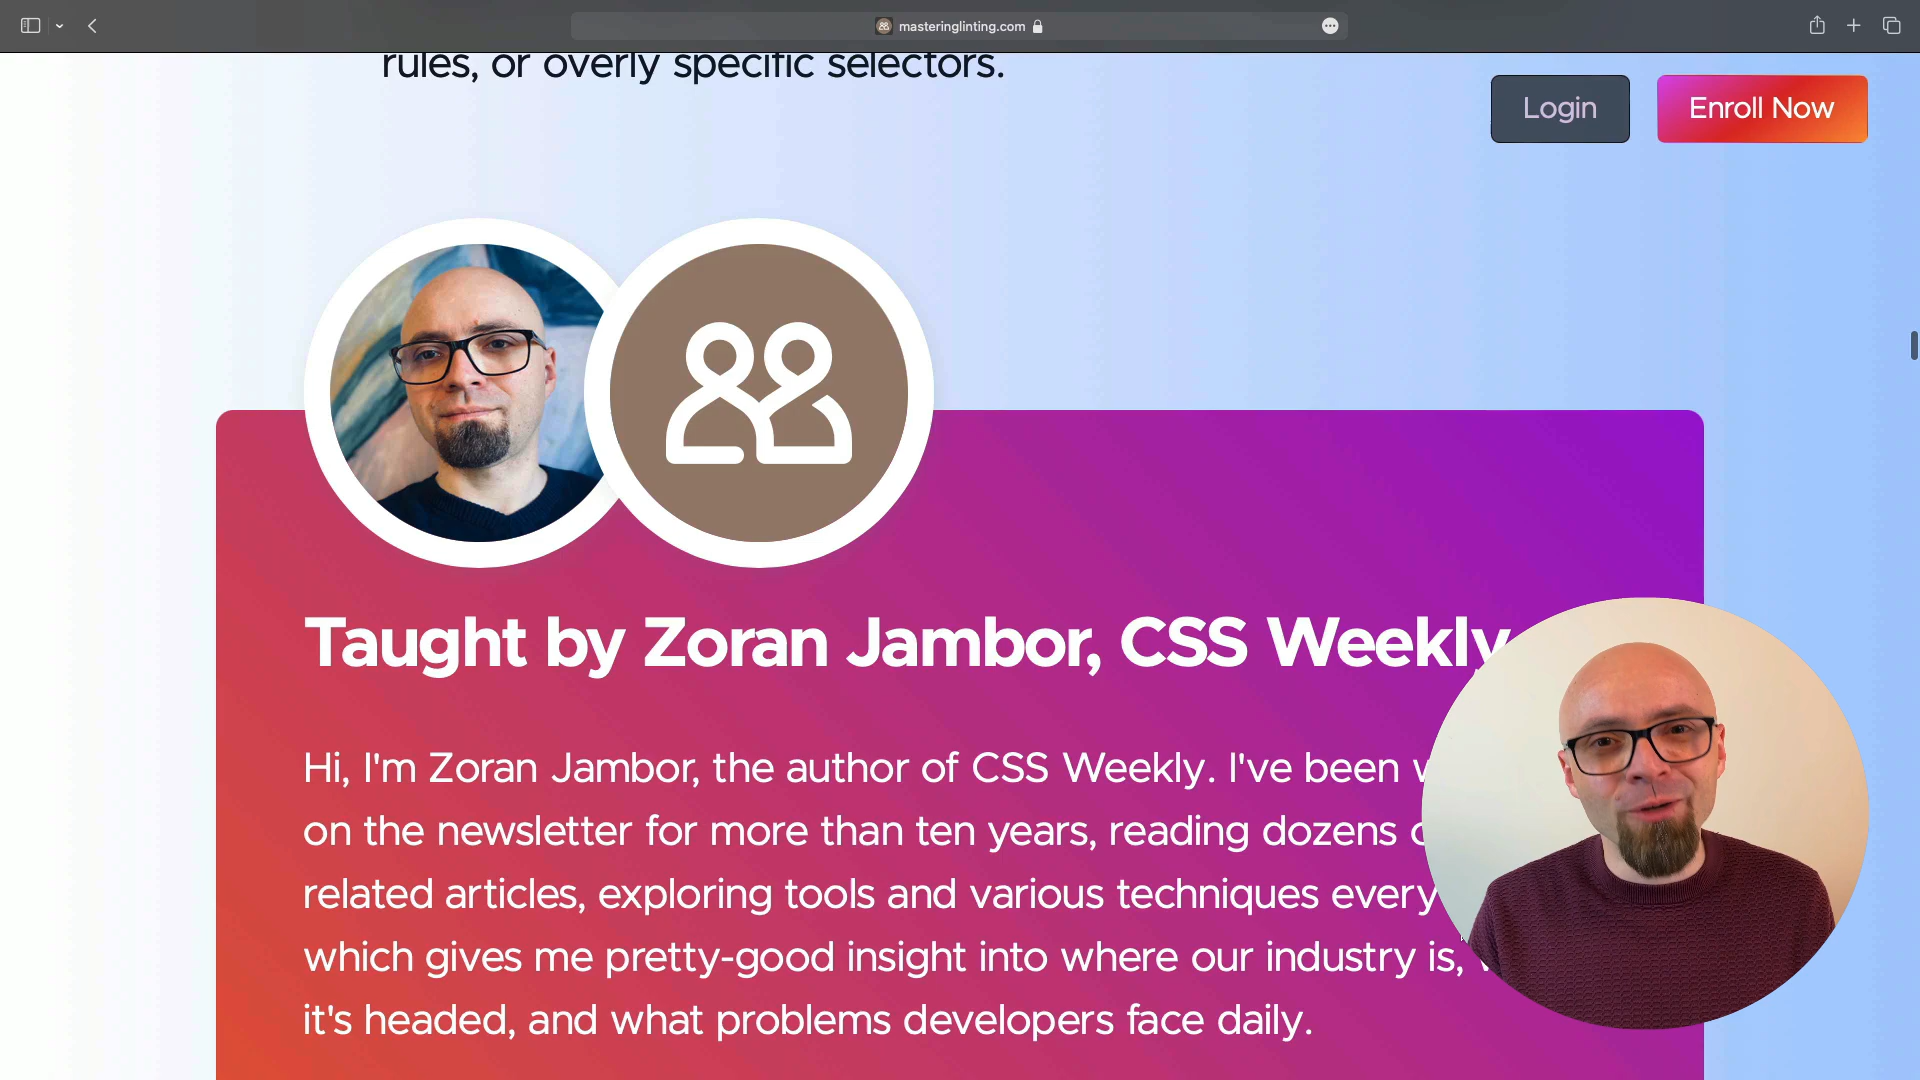 masteringlinting.com
rules, or overly specific selectors.
Login
Enroll Now
Taught by Zoran Jambor, CSS Weekly
Hi, I'm Zoran Jambor, the author of CSS Weekly. I've been
on the newsletter for more than ten years, reading dozens
related articles, exploring tools and various techniques every
which gives me pretty-good insight into where our industry is,
it's headed, and what problems developers face daily.